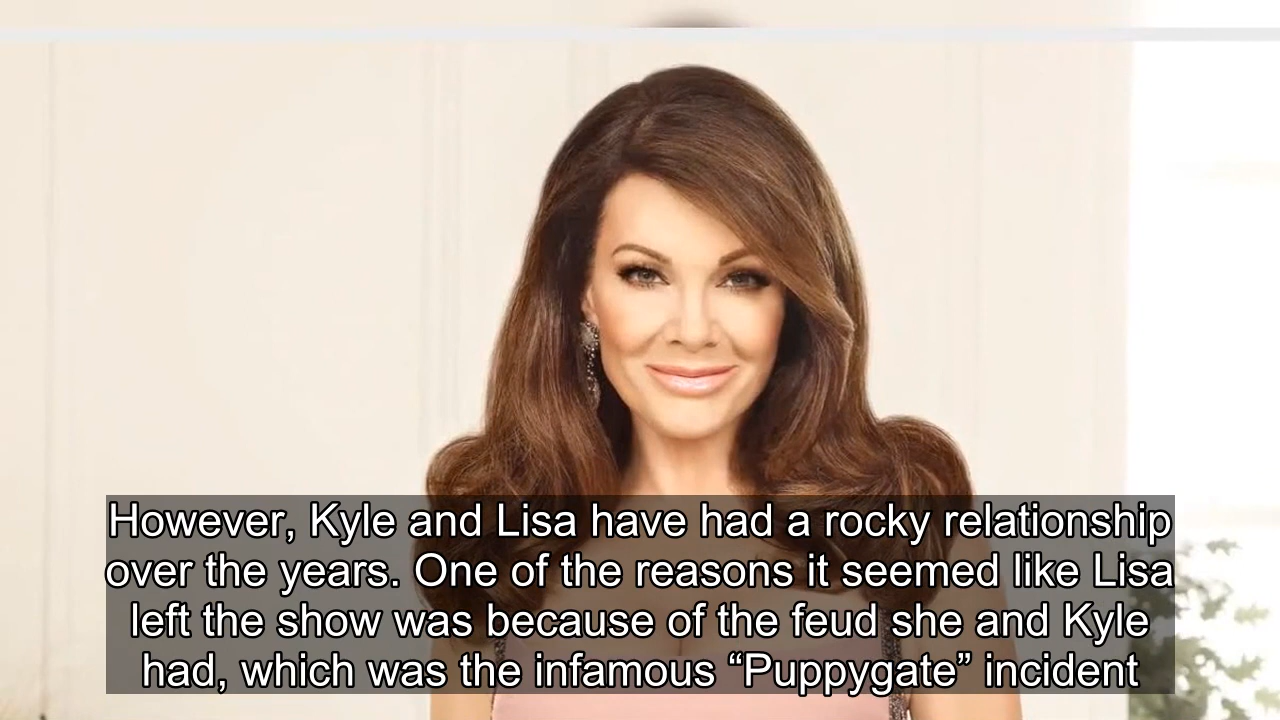 However, Kyle and Lisa have had a rocky relationship
over the years. One of the reasons it seemed like Lisa
left the show was because of the feud she and Kyle
had, which was the infamous “Puppygate” incident